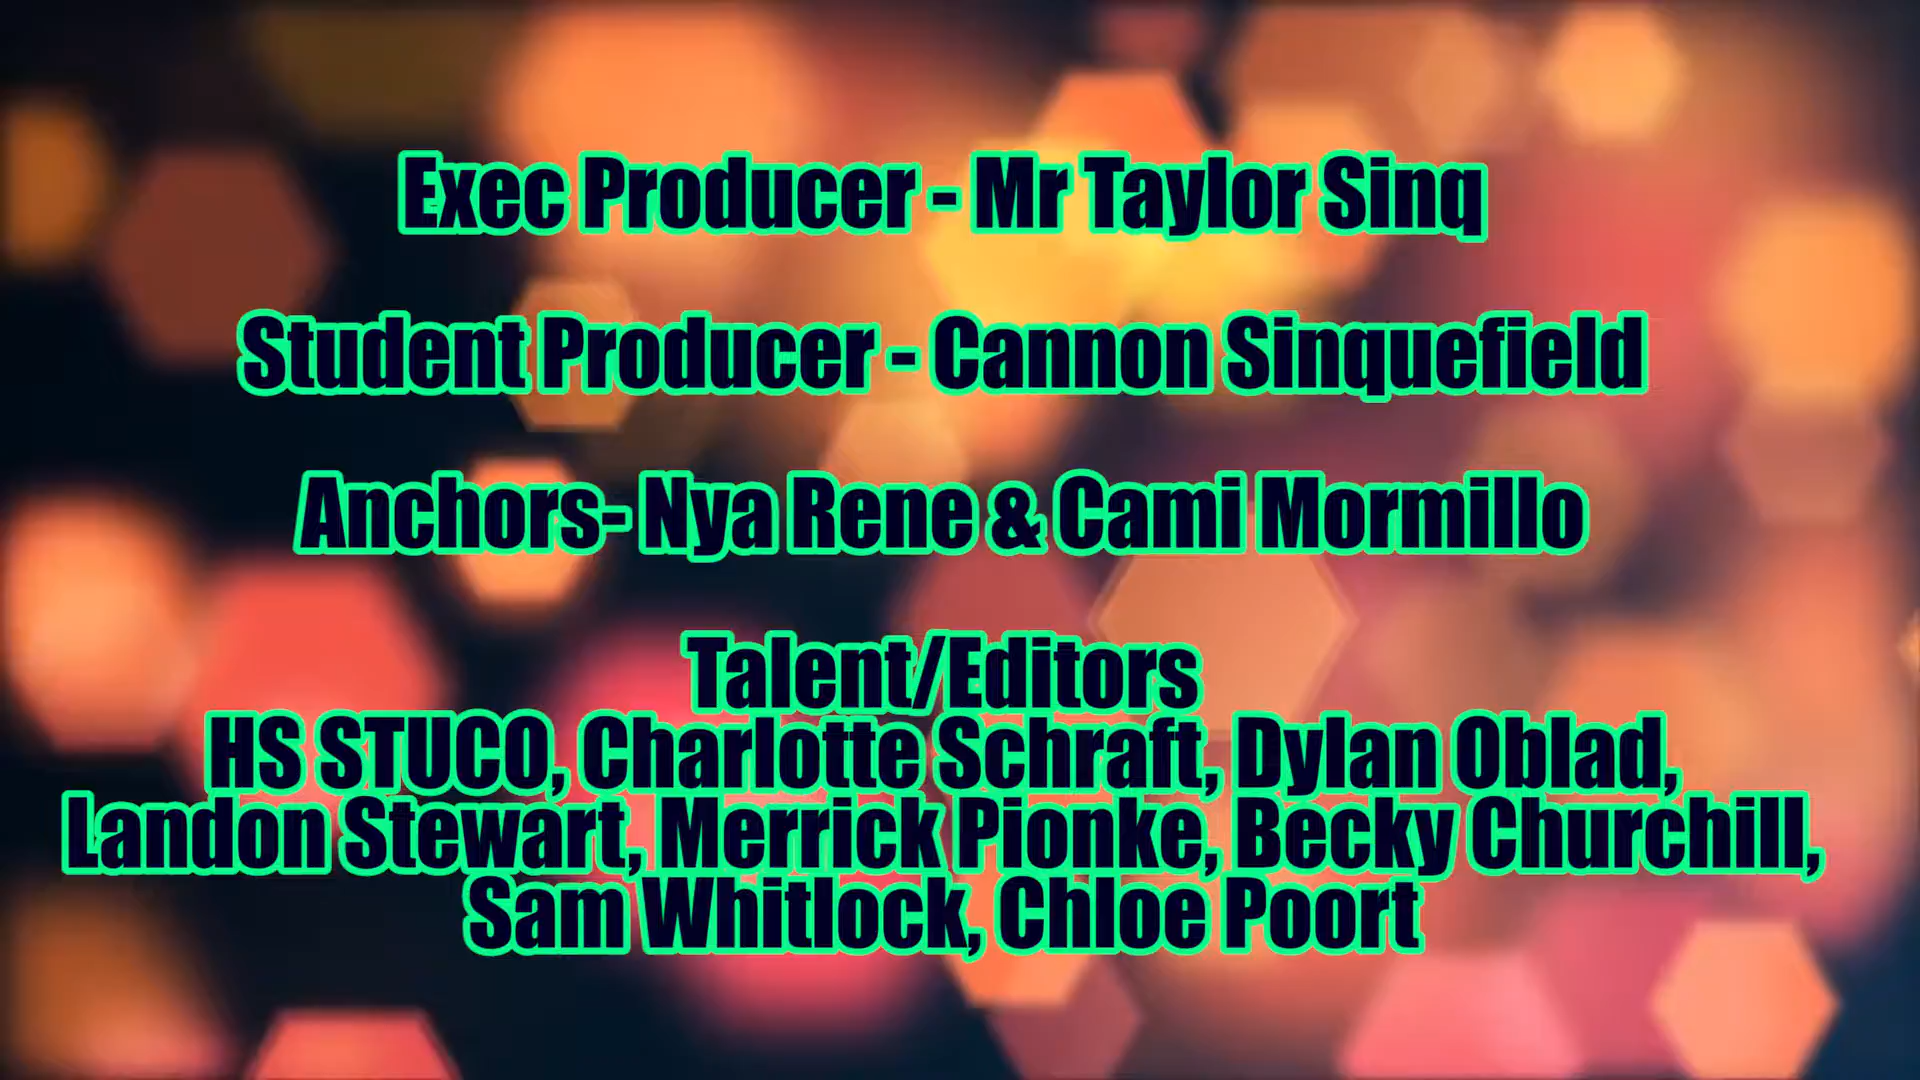 Exec Producer - Mr Taylor Sinq
Student Producer - Cannon Sinquefield
Anchors- Nya Rene & Cami Mormillo
Talent/Editors
HS STUCO, Charlotte Schraft, Dylan Oblad,
Landon Stewart, Merrick Pionke, Becky Churchill,
Sam Whitlock, Chloe Poort